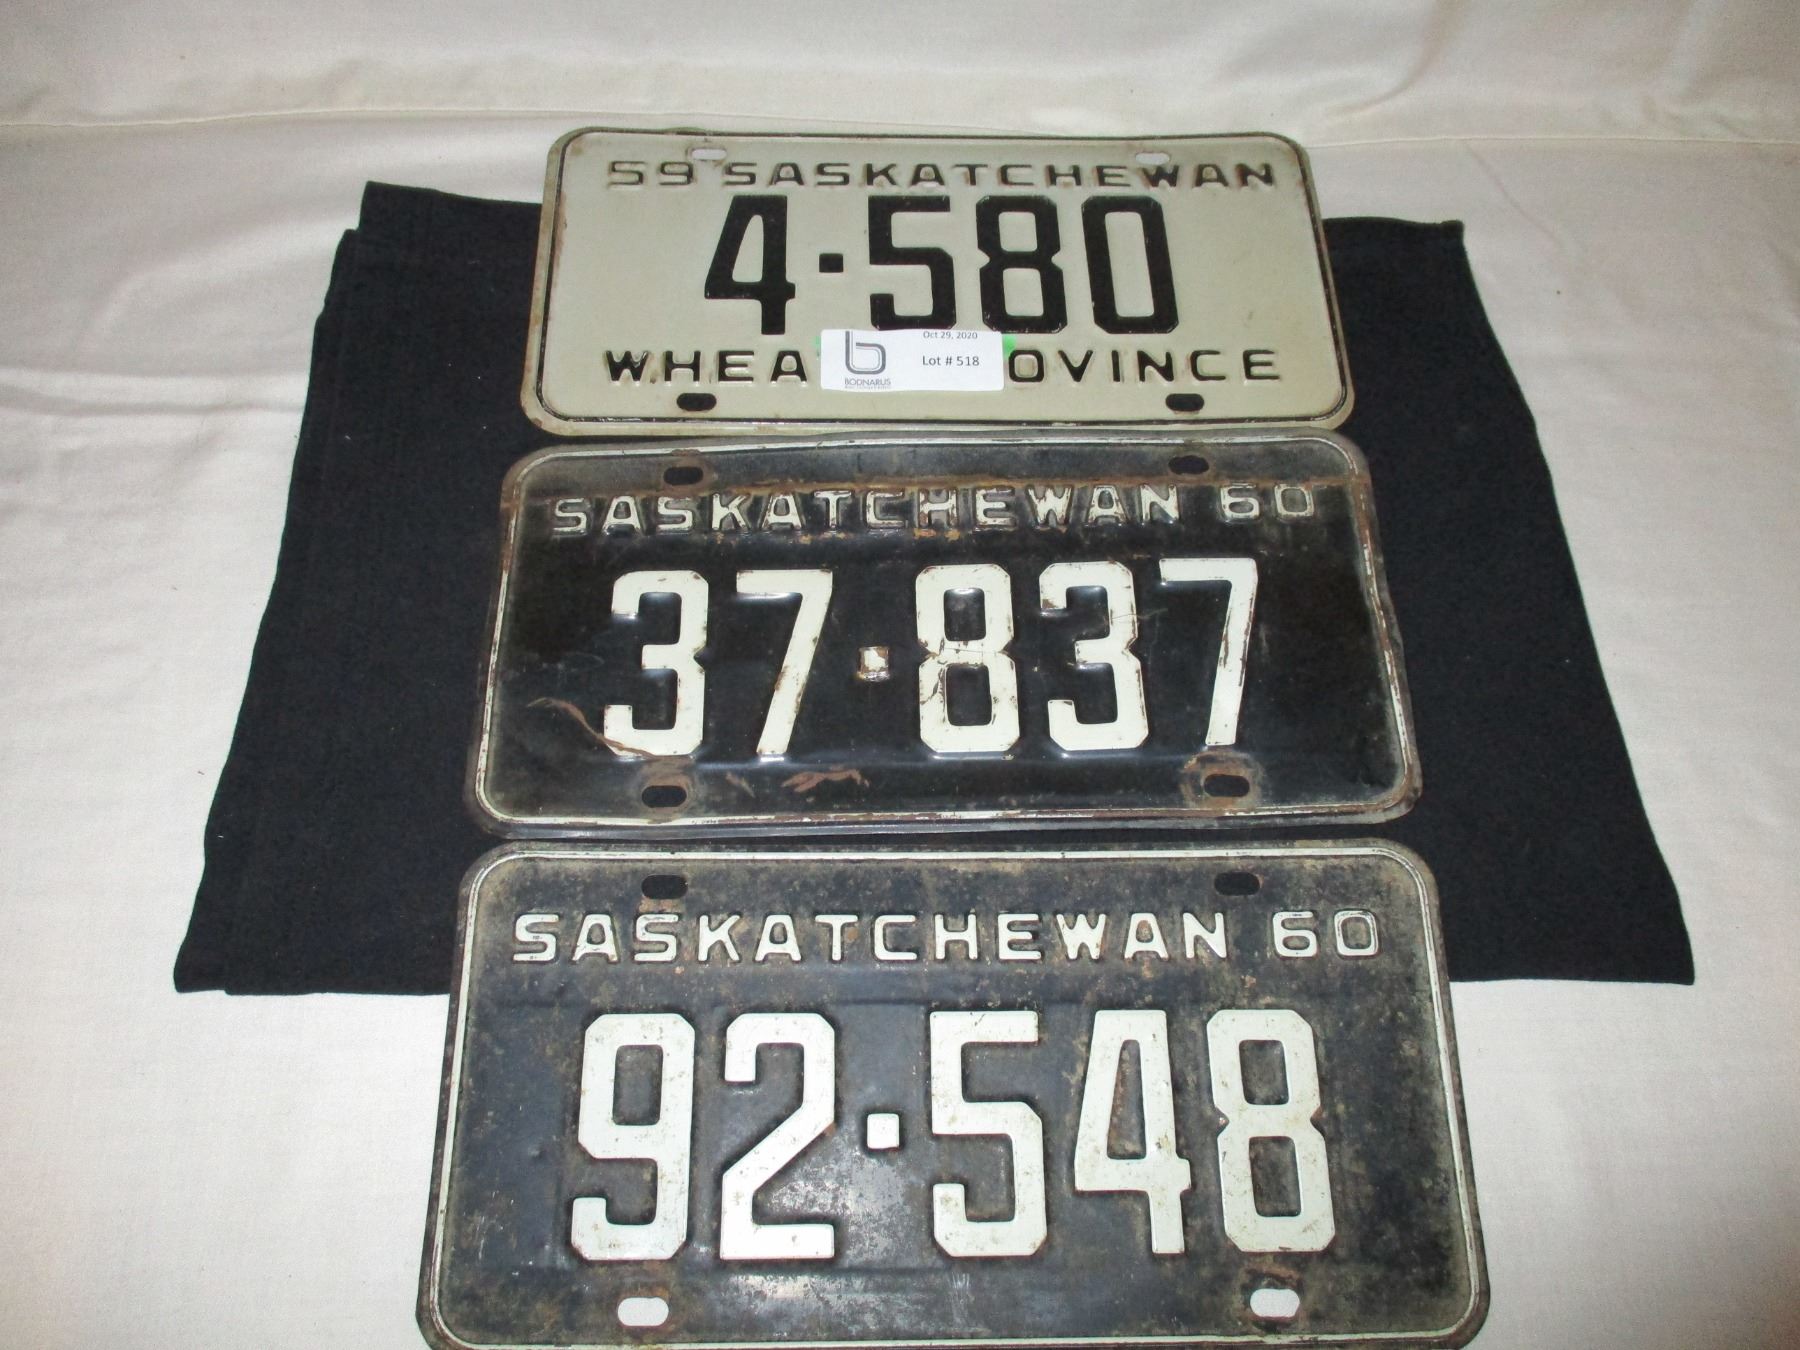 59 SASKATCHEWAN
4-580
Oct 29, 2020
Lot # 518
BODNARUS
WHEA OVINCE
SASKATCHEWAN 60
37-837
SASKATCHEWAN 60
92-548